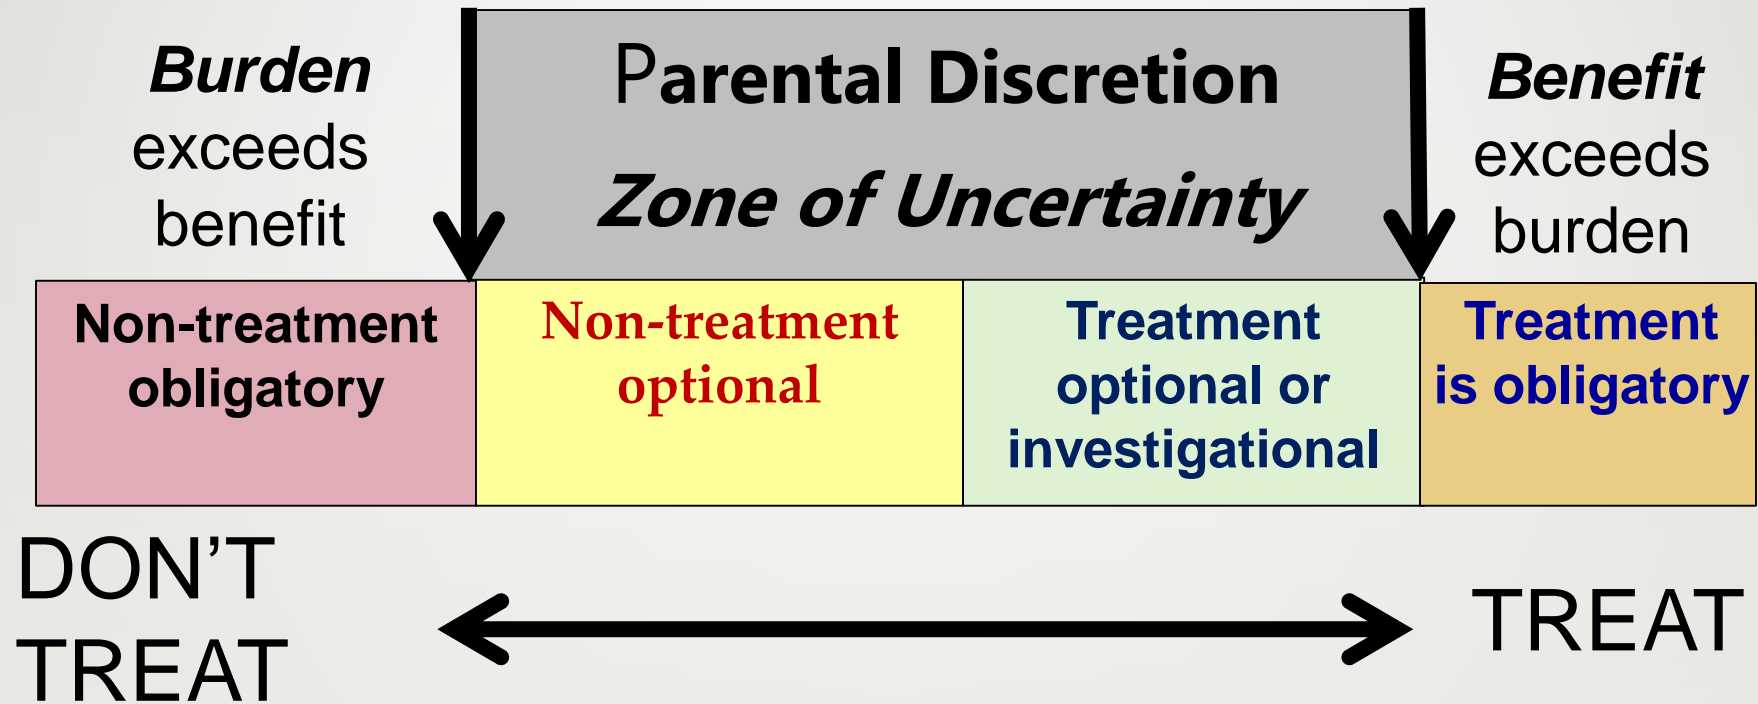 Burden
exceeds
benefit
Parental Discretion
Zone of Uncertainty
Benefit
exceeds
burden
Non-treatment
obligatory
Non-treatment
optional
Treatment
optional or
investigational
Treatment
is obligatory
DON'T
TREAT
TREAT